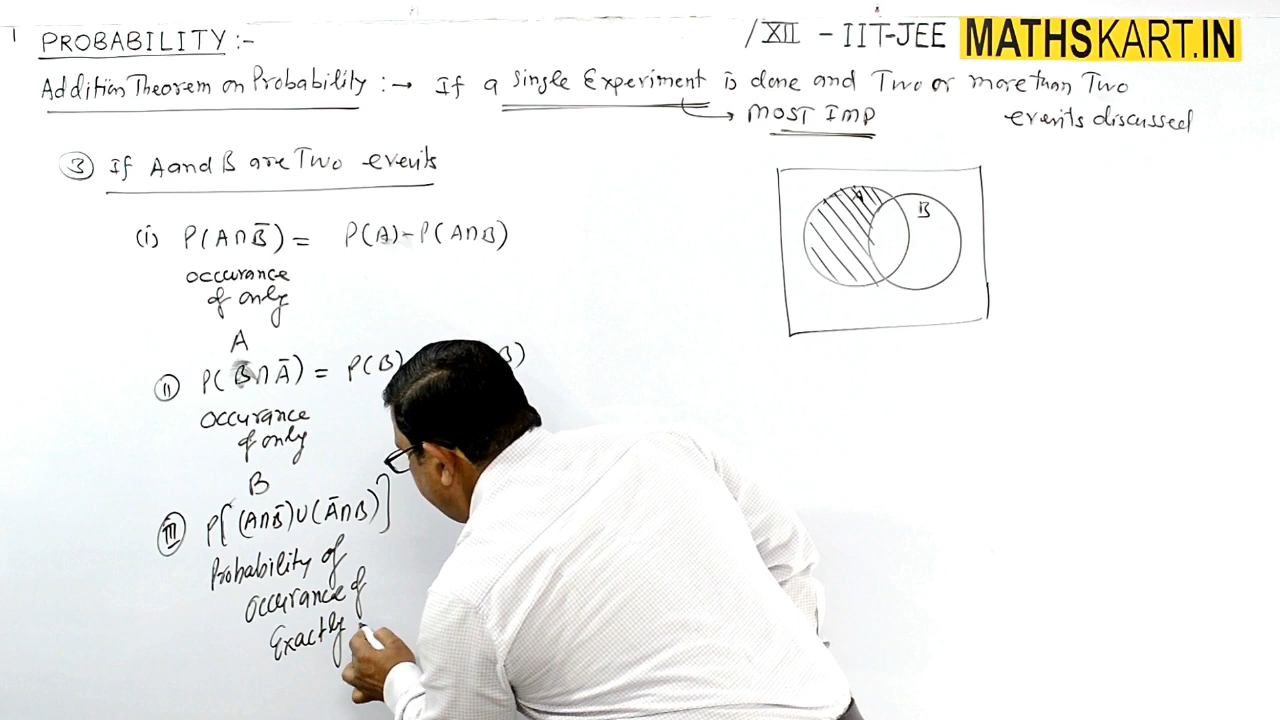 PROBABILITY :-
/XII - IIT-JEE MATHSKART.IN
Addition Theorem on Probability :→ If a Single Experiment is done and Two or more than Two
events discussed
→ MOST IMP
③ If A and B are Two events
(i) P(A∩B̅) = P(A) - P(A∩B)
occurance
of only
A
A
B
(ii) P(B∩A̅) = P(B) B)
occurance
of only
B
(iii) P[(A∩B̅)∪(A̅∩B)]
Probability of
occurance of
Exactly